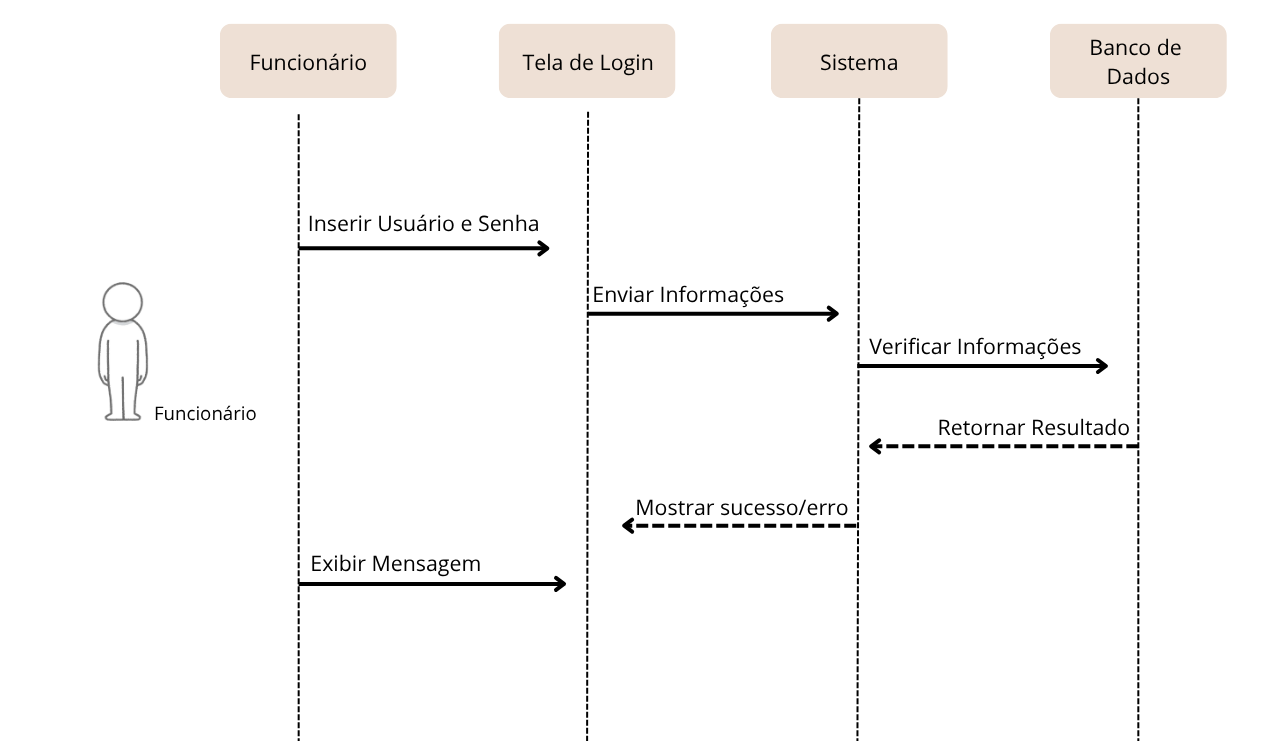 Funcionário
Tela de Login
Sistema
Banco de
Dados
Inserir Usuário e Senha
Enviar Informações
Verificar Informações
Funcionário
Retornar Resultado
Mostrar sucesso/erro
Exibir Mensagem